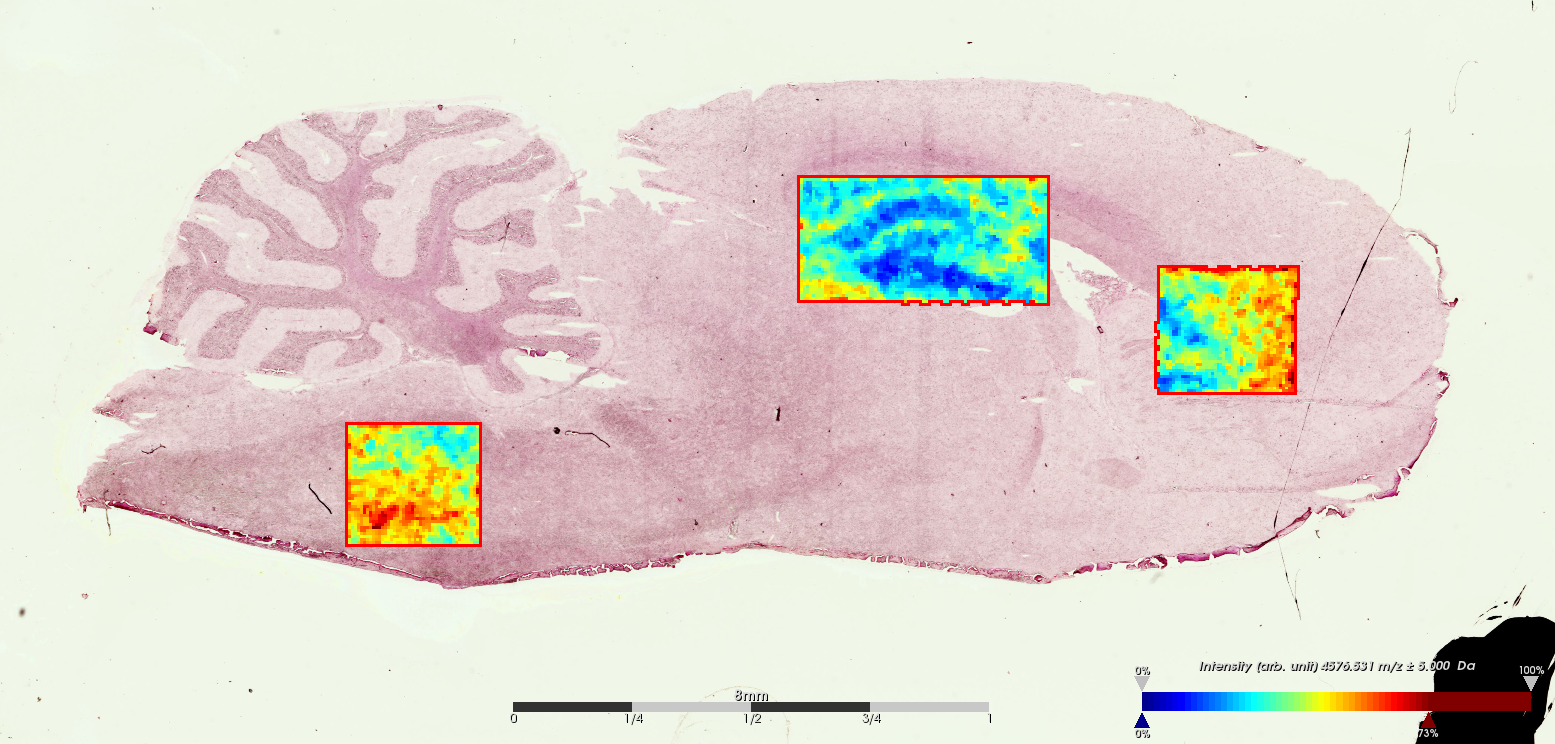 Intensity (arb. unit) 4576.531 m/z ± 5.000 Da
0% 100%
8mm
0 1/4 1/2 3/4 1
0% 73%